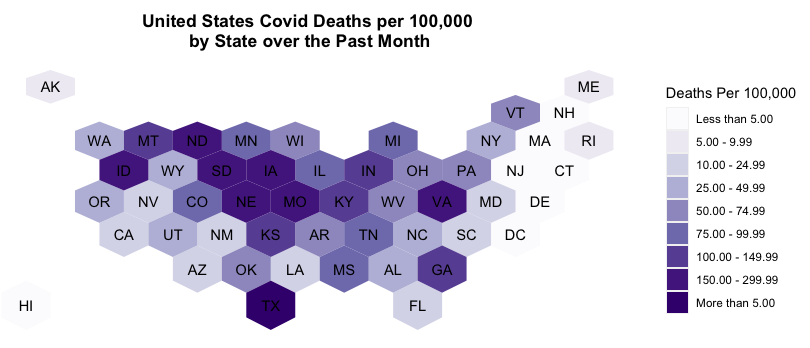 United States Covid Deaths per 100,000
by State over the Past Month
AK
ME
VT NH
WA MT ND MN WI MI NY MA RI
ID WY SD IA IL IN OH PA NJ CT
OR NV CO NE MO KY WV VA MD DE
CA UT NM KS AR TN NC SC DC
AZ OK LA MS AL GA
HI TX FL
Deaths Per 100,000
Less than 5.00
5.00 - 9.99
10.00 - 24.99
25.00 - 49.99
50.00 - 74.99
75.00 - 99.99
100.00 - 149.99
150.00 - 299.99
More than 5.00